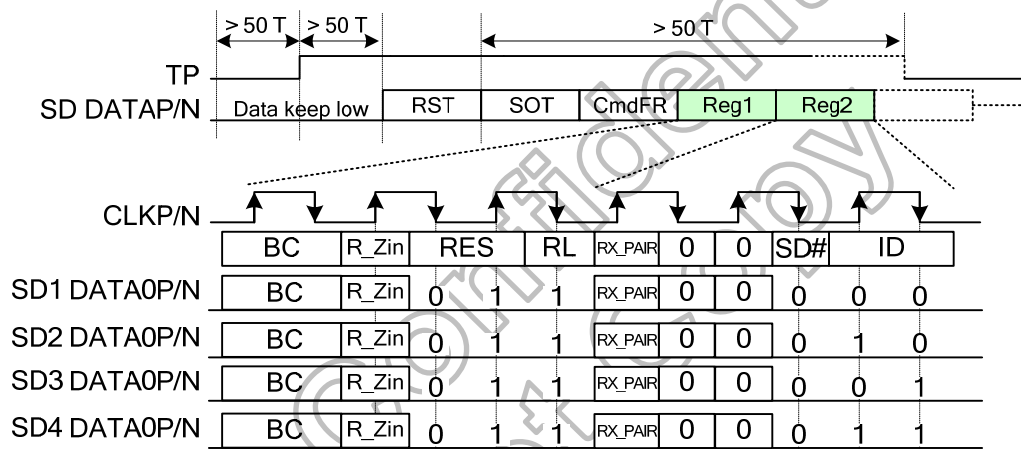 > 50 T > 50 T > 50 T
TP
SD DATAP/N Data keep low RST SOT CmdFR Reg1 Reg2
CLKP/N
BC R_Zin RES RL RX_PAIR 0 0 SD# ID
SD1 DATA0P/N BC R_Zin 0 1 1 RX_PAIR 0 0 0 0 0
SD2 DATA0P/N BC R_Zin 0 1 1 RX_PAIR 0 0 0 1 0
SD3 DATA0P/N BC R_Zin 0 1 1 RX_PAIR 0 0 0 0 1
SD4 DATA0P/N BC R_Zin 0 1 1 RX_PAIR 0 0 0 1 1
Confidential
Copy